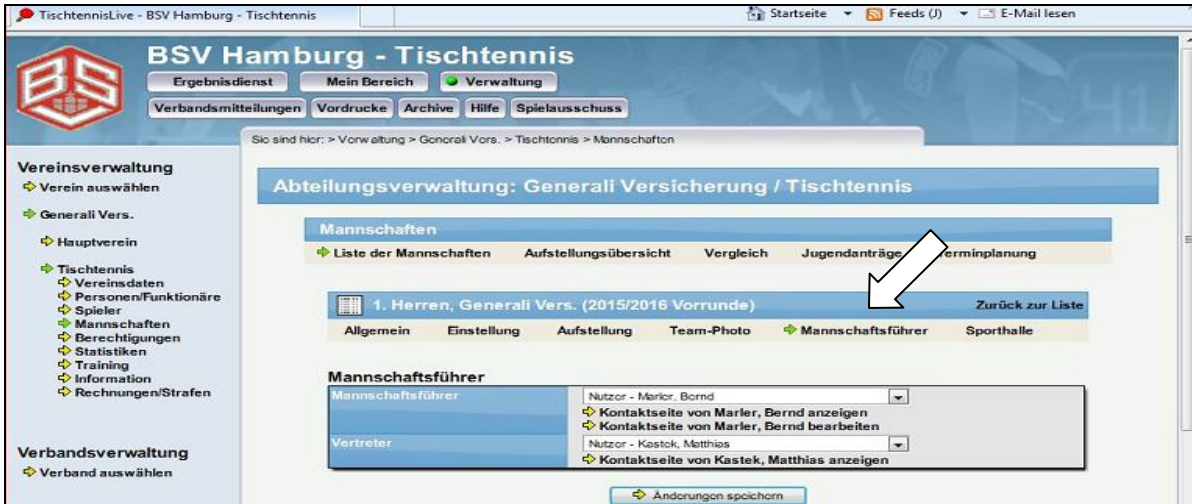 TischtennisLive - BSV Hamburg - Tischtennis
Startseite Feeds (J) E-Mail lesen
BS
BSV Hamburg - Tischtennis
Ergebnisdienst Mein Bereich Verwaltung
Verbandsmitteilungen Vordrucke Archive Hilfe Spielausschuss
H1
Sie sind hier: > Verwaltung > Generali Vers. > Tischtennis > Mannschaften
Vereinsverwaltung
Verein auswählen
Generali Vers.
Hauptverein
Tischtennis
Vereinsdaten
Personen/Funktionäre
Spieler
Mannschaften
Berechtigungen
Statistiken
Training
Information
Rechnungen/Strafen
Verbandsverwaltung
Verband auswählen
Abteilungsverwaltung: Generali Versicherung / Tischtennis
Mannschaften
Liste der Mannschaften Aufstellungsübersicht Vergleich Jugendanträge erminplanung
1. Herren, Generali Vers. (2015/2016 Vorrunde) Zurück zur Liste
Allgemein Einstellung Aufstellung Team-Photo Mannschaftsführer Sporthalle
Mannschaftsführer
Mannschaftsführer Nutzer - Marler, Bernd
Kontaktseite von Marler, Bernd anzeigen
Kontaktseite von Marler, Bernd bearbeiten
Vertreter Nutzer - Kastek, Matthias
Kontaktseite von Kastek, Matthias anzeigen
Änderungen speichern